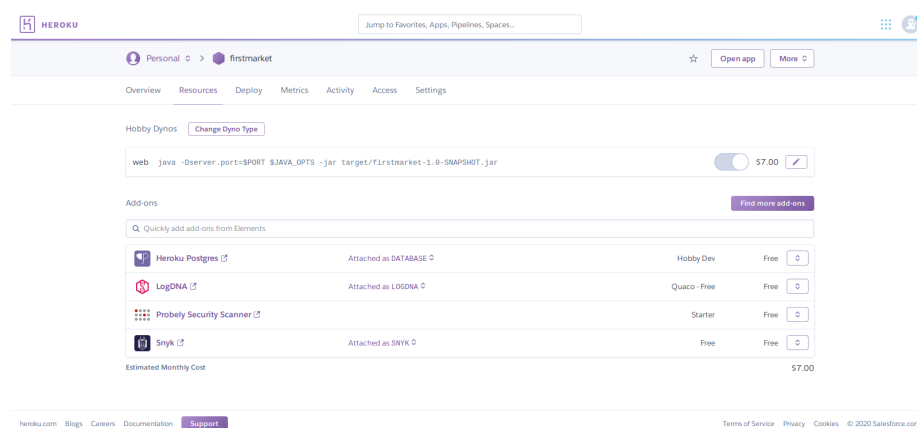 HEROKU
Jump to Favorites, Apps, Pipelines, Spaces...
Personal > firstmarket
Open app
More
Overview Resources Deploy Metrics Activity Access Settings
Hobby Dynos Change Dyno Type
web java -Dserver.port=$PORT $JAVA_OPTS -jar target/firstmarket-1.0-SNAPSHOT.jar $7.00
Add-ons Find more add-ons
Quickly add add-ons from Elements
Heroku Postgres Attached as DATABASE Hobby Dev Free
LogDNA Attached as LOGDNA Quaco - Free Free
Probely Security Scanner Starter Free
Snyk Attached as SNYK Free Free
Estimated Monthly Cost $7.00
heroku.com Blogs Careers Documentation Support Terms of Service Privacy Cookies © 2020 Salesforce.com